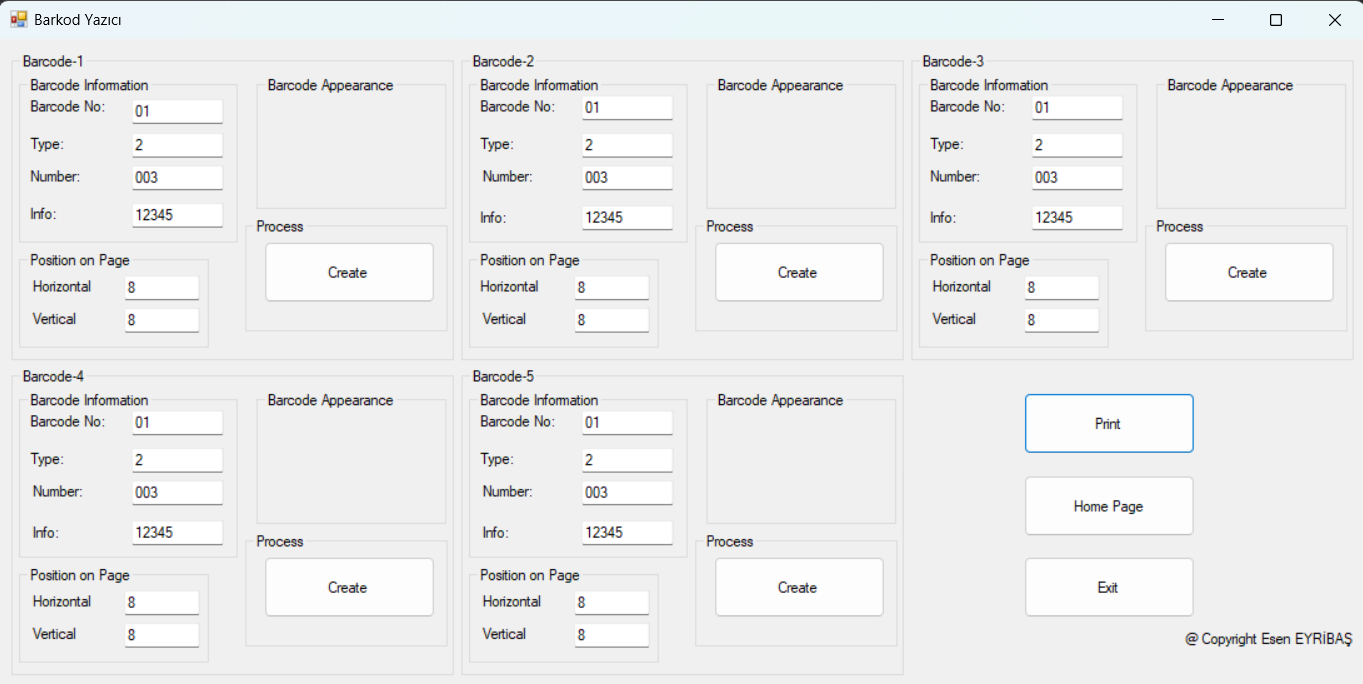 Barkod Yazıcı
Barcode-1
Barcode Information
Barcode No: 01
Type: 2
Number: 003
Info: 12345
Barcode Appearance
Position on Page
Horizontal 8
Vertical 8
Process
Create
Barcode-2
Barcode Information
Barcode No: 01
Type: 2
Number: 003
Info: 12345
Barcode Appearance
Position on Page
Horizontal 8
Vertical 8
Process
Create
Barcode-3
Barcode Information
Barcode No: 01
Type: 2
Number: 003
Info: 12345
Barcode Appearance
Position on Page
Horizontal 8
Vertical 8
Process
Create
Barcode-4
Barcode Information
Barcode No: 01
Type: 2
Number: 003
Info: 12345
Barcode Appearance
Position on Page
Horizontal 8
Vertical 8
Process
Create
Barcode-5
Barcode Information
Barcode No: 01
Type: 2
Number: 003
Info: 12345
Barcode Appearance
Position on Page
Horizontal 8
Vertical 8
Process
Create
Print
Home Page
Exit
@ Copyright Esen EYRİBAŞ